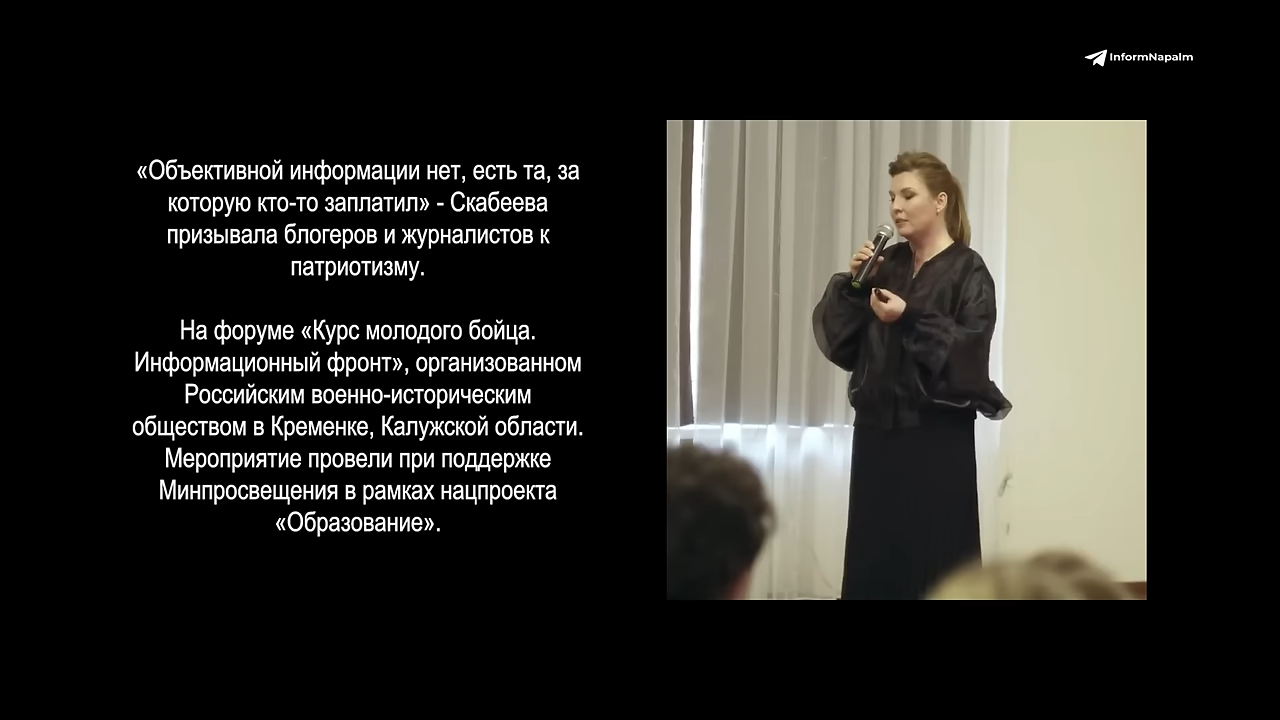 InformNapalm
«Объективной информации нет, есть та, за
которую кто-то заплатил» - Скабеева
призывала блогеров и журналистов к
патриотизму.
На форуме «Курс молодого бойца.
Информационный фронт», организованном
Российским военно-историческим
обществом в Кременке, Калужской области.
Мероприятие провели при поддержке
Минпросвещения в рамках нацпроекта
«Образование».